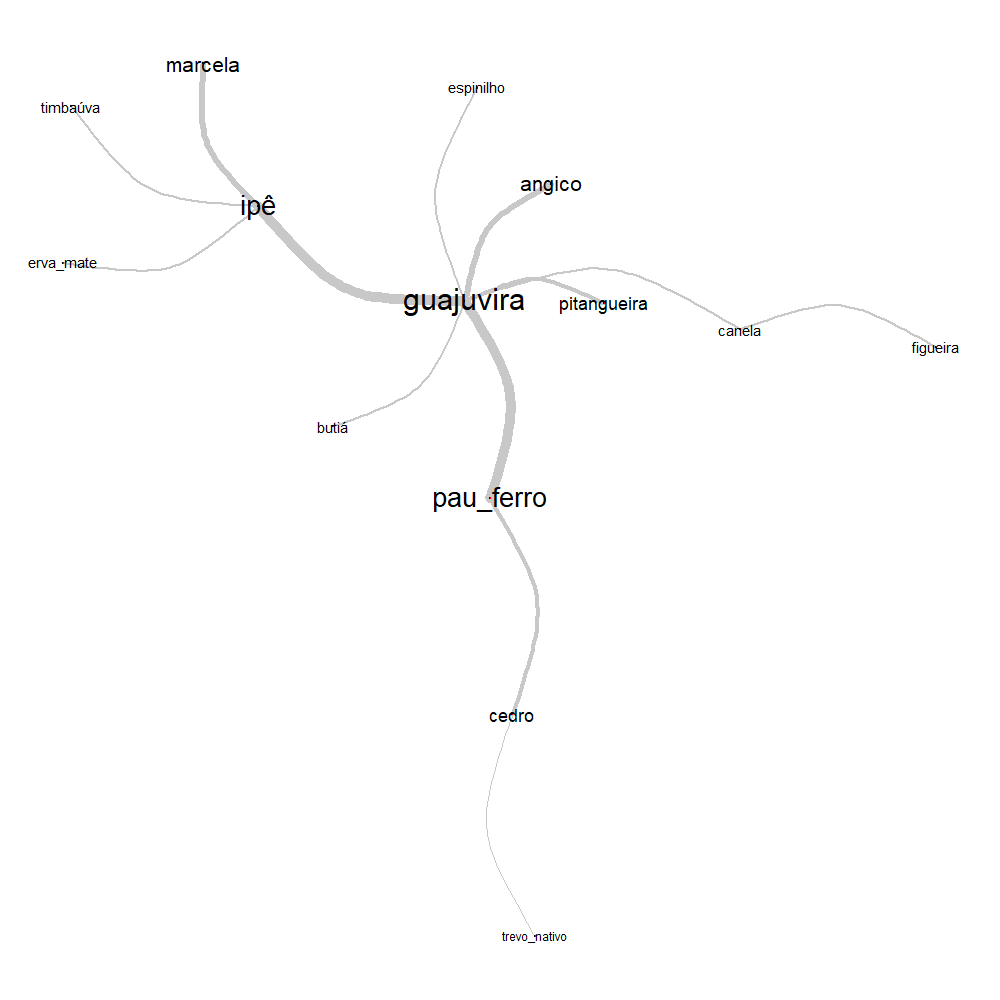 marcela
espinilho
timbaúva
angico
ipê
erva_mate
guajuvira
pitangueira
canela
figueira
butiá
pau_ferro
cedro
trevo_nativo